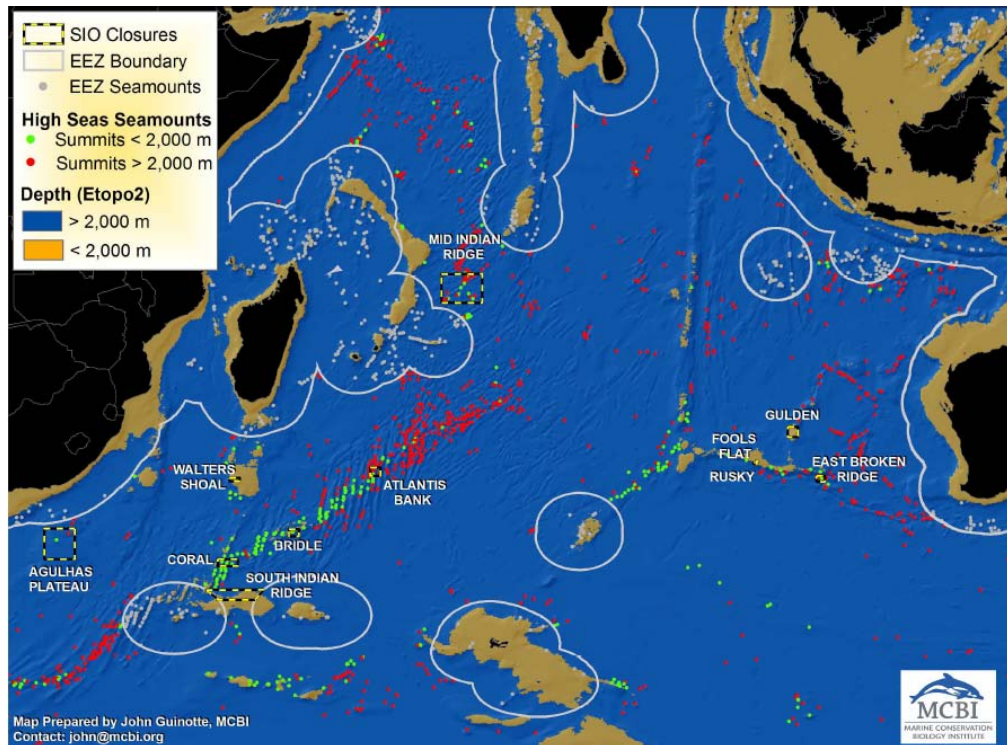 SIO Closures
EEZ Boundary
EEZ Seamounts
High Seas Seamounts
Summits < 2,000 m
Summits > 2,000 m
Depth (Etopo2)
> 2,000 m
< 2,000 m
MID INDIAN
RIDGE
GULDEN
FOOLS
FLAT
RUSKY
EAST BROKEN
RIDGE
WALTERS
SHOAL
ATLANTIS
BANK
BRIDLE
CORAL
AGULHAS
PLATEAU
SOUTH INDIAN
RIDGE
Map Prepared by John Guinotte, MCBI
Contact: john@mcbi.org
MCBI
MARINE CONSERVATION
BIOLOGY INSTITUTE